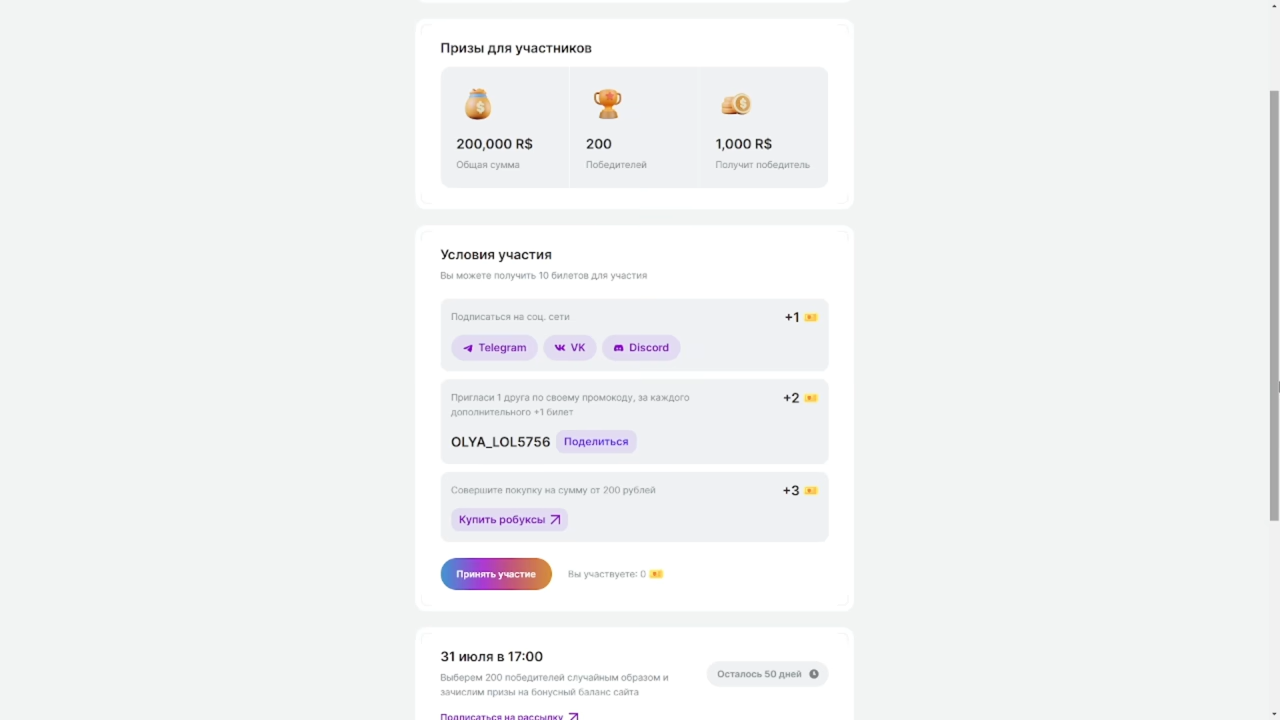 Призы для участников
200,000 R$
Общая сумма
200
Победителей
1,000 R$
Получит победитель
Условия участия
Вы можете получить 10 билетов для участия
Подписаться на соц. сети
+1
Telegram
VK
Discord
Пригласи 1 друга по своему промокоду, за каждого
дополнительного +1 билет
+2
OLYA_LOL5756
Поделиться
Совершите покупку на сумму от 200 рублей
+3
Купить робуксы
Принять участие
Вы участвуете: 0
31 июля в 17:00
Выберем 200 победителей случайным образом и
зачислим призы на бонусный баланс сайта
Осталось 50 дней
Подписаться на рассылку